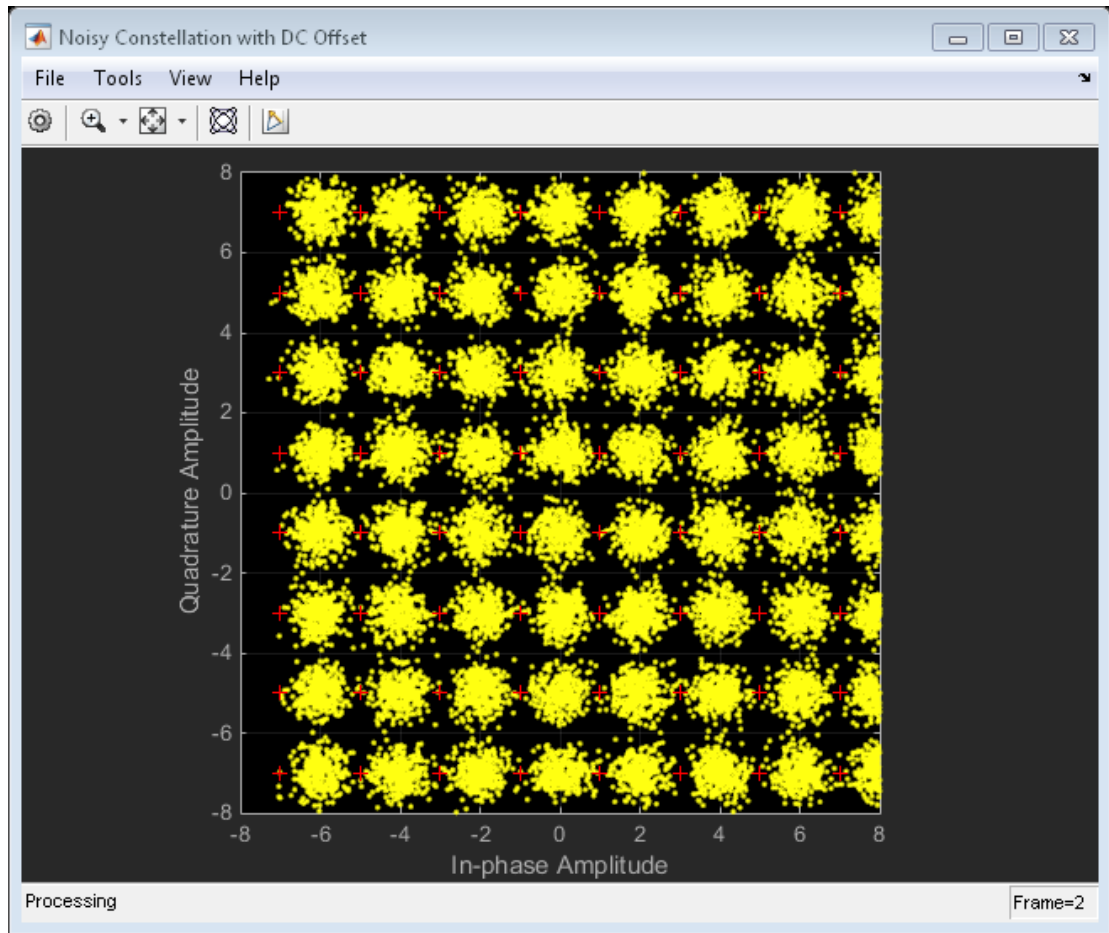 Noisy Constellation with DC Offset
File Tools View Help
8
6
4
2
0
-2
-4
-6
-8
Quadrature Amplitude
-8 -6 -4 -2 0 2 4 6 8
In-phase Amplitude
Processing Frame=2